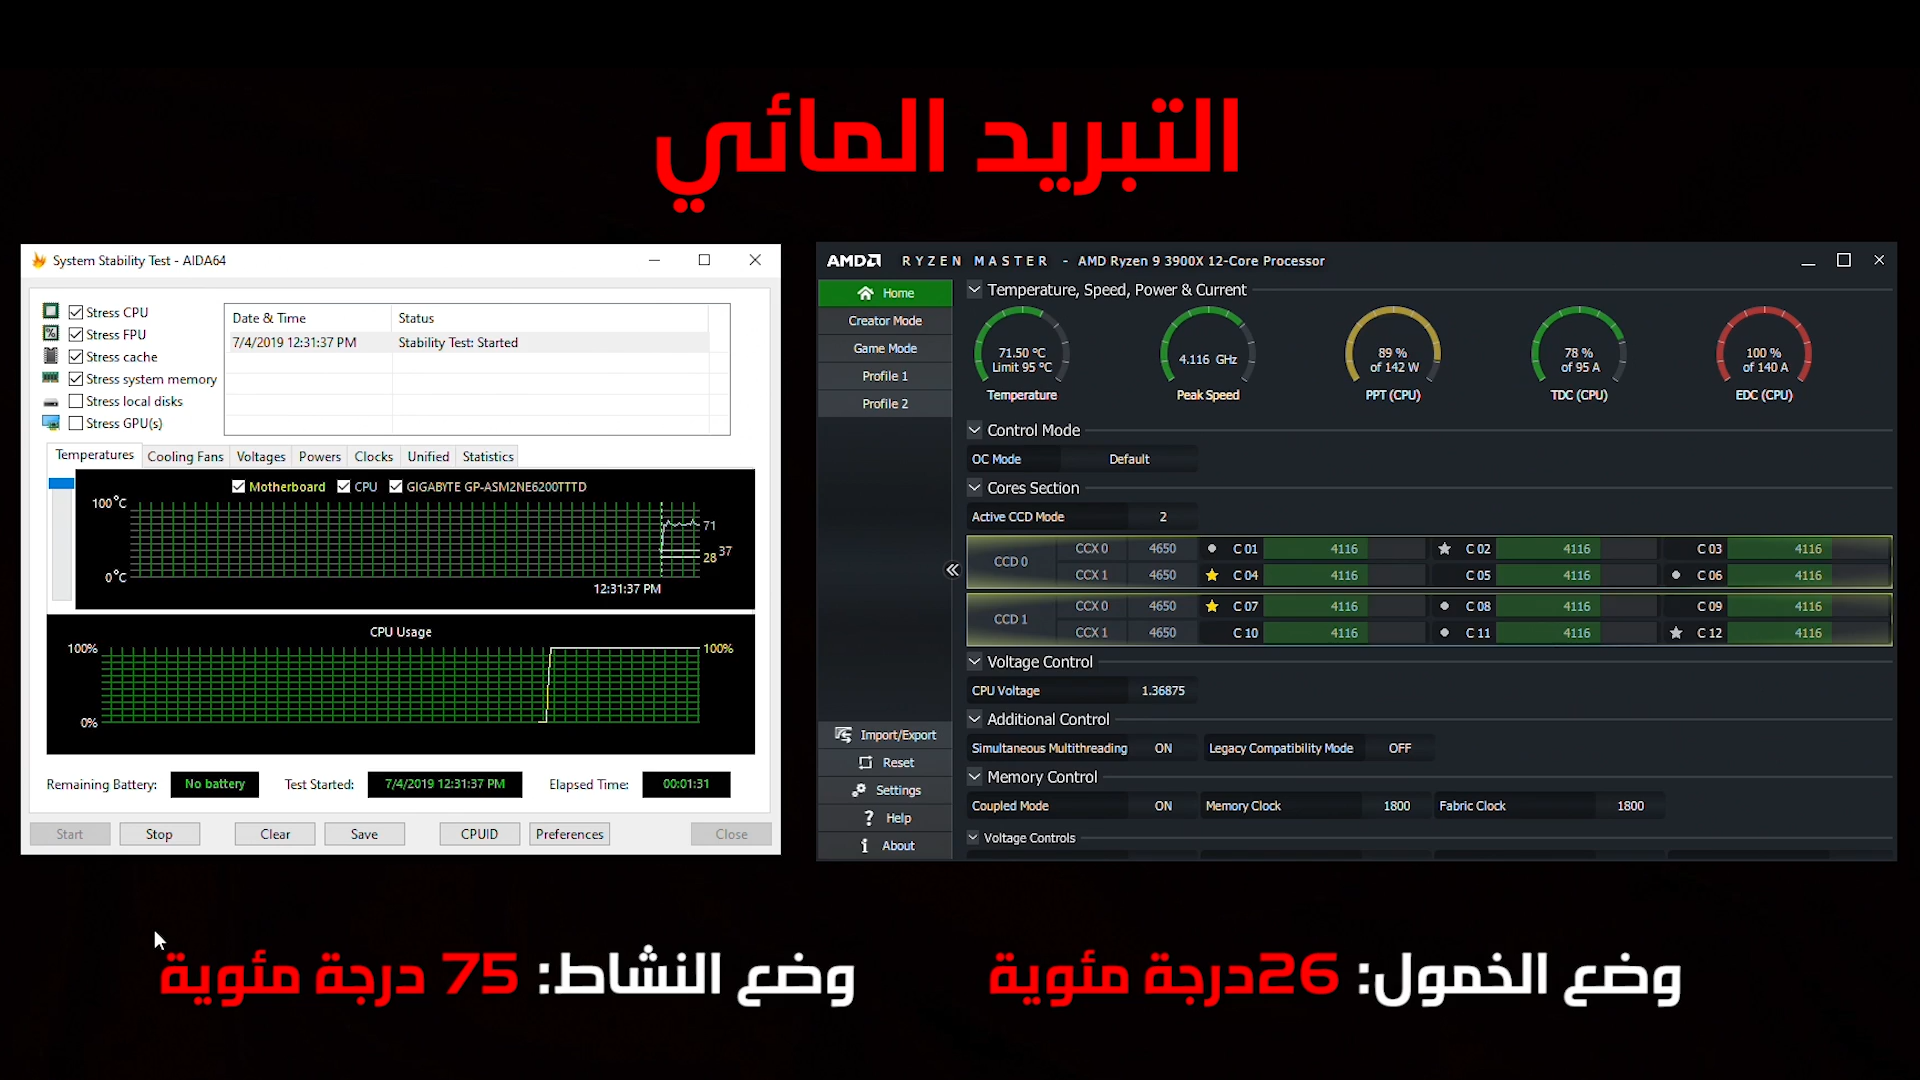 التبريد المائي
System Stability Test - AIDA64
Stress CPU
Stress FPU
Stress cache
Stress system memory
Stress local disks
Stress GPU(s)
Date & Time Status
7/4/2019 12:31:37 PM Stability Test: Started
Temperatures Cooling Fans Voltages Powers Clocks Unified Statistics
Motherboard CPU GIGABYTE GP-ASM2NE6200TTTD
100°C
71
37
28
0°C
12:31:37 PM
CPU Usage
100% 100%
0%
Remaining Battery: No battery Test Started: 7/4/2019 12:31:37 PM Elapsed Time: 00:01:31
Start Stop Clear Save CPUID Preferences Close
AMD RYZEN MASTER - AMD Ryzen 9 3900X 12-Core Processor
Home
Creator Mode
Game Mode
Profile 1
Profile 2
Import/Export
Reset
Settings
Help
About
Temperature, Speed, Power & Current
71.50 °C 4.116 GHz 89 % 78 % 100 %
Limit 95 °C of 142 W of 95 A of 140 A
Temperature Peak Speed PPT (CPU) TDC (CPU) EDC (CPU)
Control Mode
OC Mode Default
Cores Section
Active CCD Mode 2
CCD 0
CCX 0 4650 C 01 4116 C 02 4116 C 03 4116
CCX 1 4650 C 04 4116 C 05 4116 C 06 4116
CCD 1
CCX 0 4650 C 07 4116 C 08 4116 C 09 4116
CCX 1 4650 C 10 4116 C 11 4116 C 12 4116
Voltage Control
CPU Voltage 1.36875
Additional Control
Simultaneous Multithreading ON Legacy Compatibility Mode OFF
Memory Control
Coupled Mode ON Memory Clock 1800 Fabric Clock 1800
Voltage Controls
وضع الخمول: 26درجة مئوية
وضع النشاط: 75 درجة مئوية